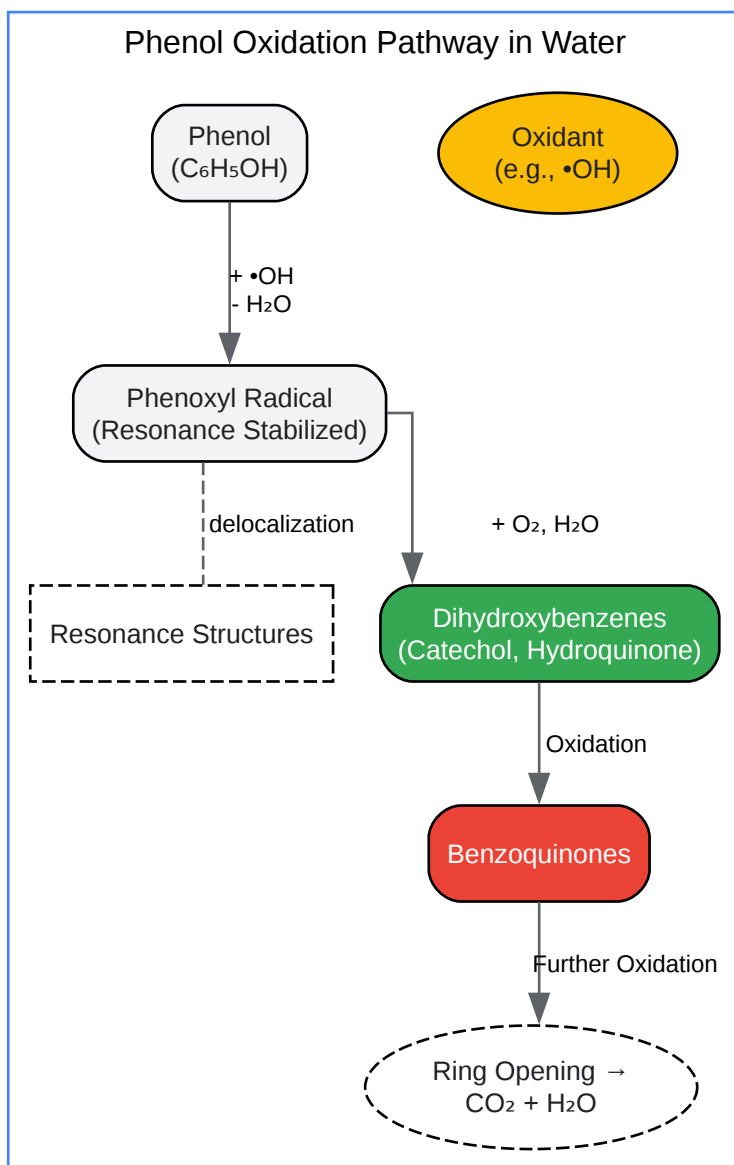 Phenol Oxidation Pathway in Water
Phenol
(C₆H₅OH)
Oxidant
(e.g., •OH)
+ •OH
- H₂O
Phenoxyl Radical
(Resonance Stabilized)
delocalization
+ O₂, H₂O
Resonance Structures
Dihydroxybenzenes
(Catechol, Hydroquinone)
Oxidation
Benzoquinones
Further Oxidation
Ring Opening →
CO₂ + H₂O